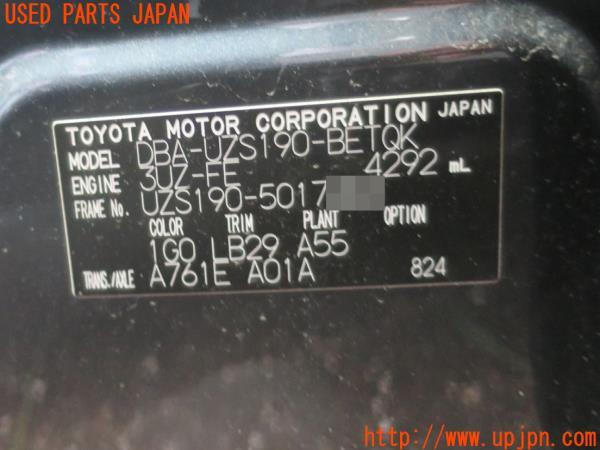 USED PARTS JAPAN
TOYOTA MOTOR CORPORATION JAPAN
MODEL DBA-UZS190-BETQK
ENGINE 3UZ-FE 4292 mL
FRAME No. UZS190-5017
COLOR TRIM PLANT OPTION
1G0 LB29 A55
TRANS./AXLE A761E A01A 824
http://www.upjpn.com